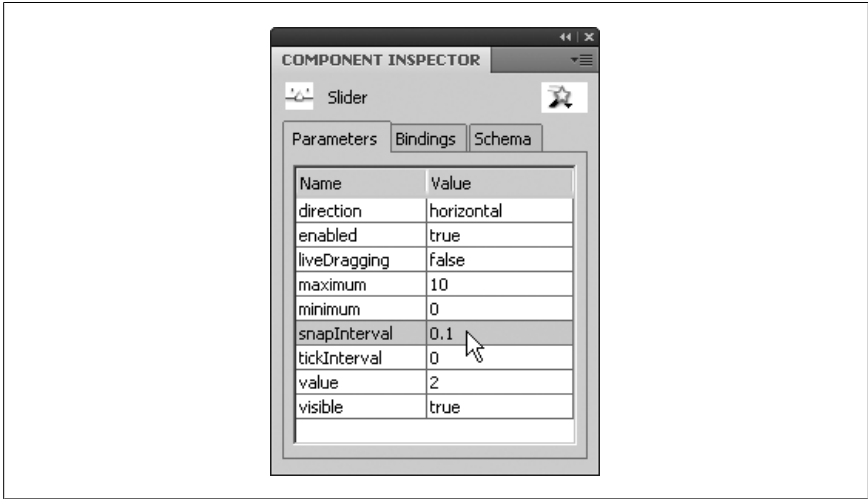 COMPONENT INSPECTOR
Slider
Parameters Bindings Schema
Name Value
direction horizontal
enabled true
liveDragging false
maximum 10
minimum 0
snapInterval 0.1
tickInterval 0
value 2
visible true